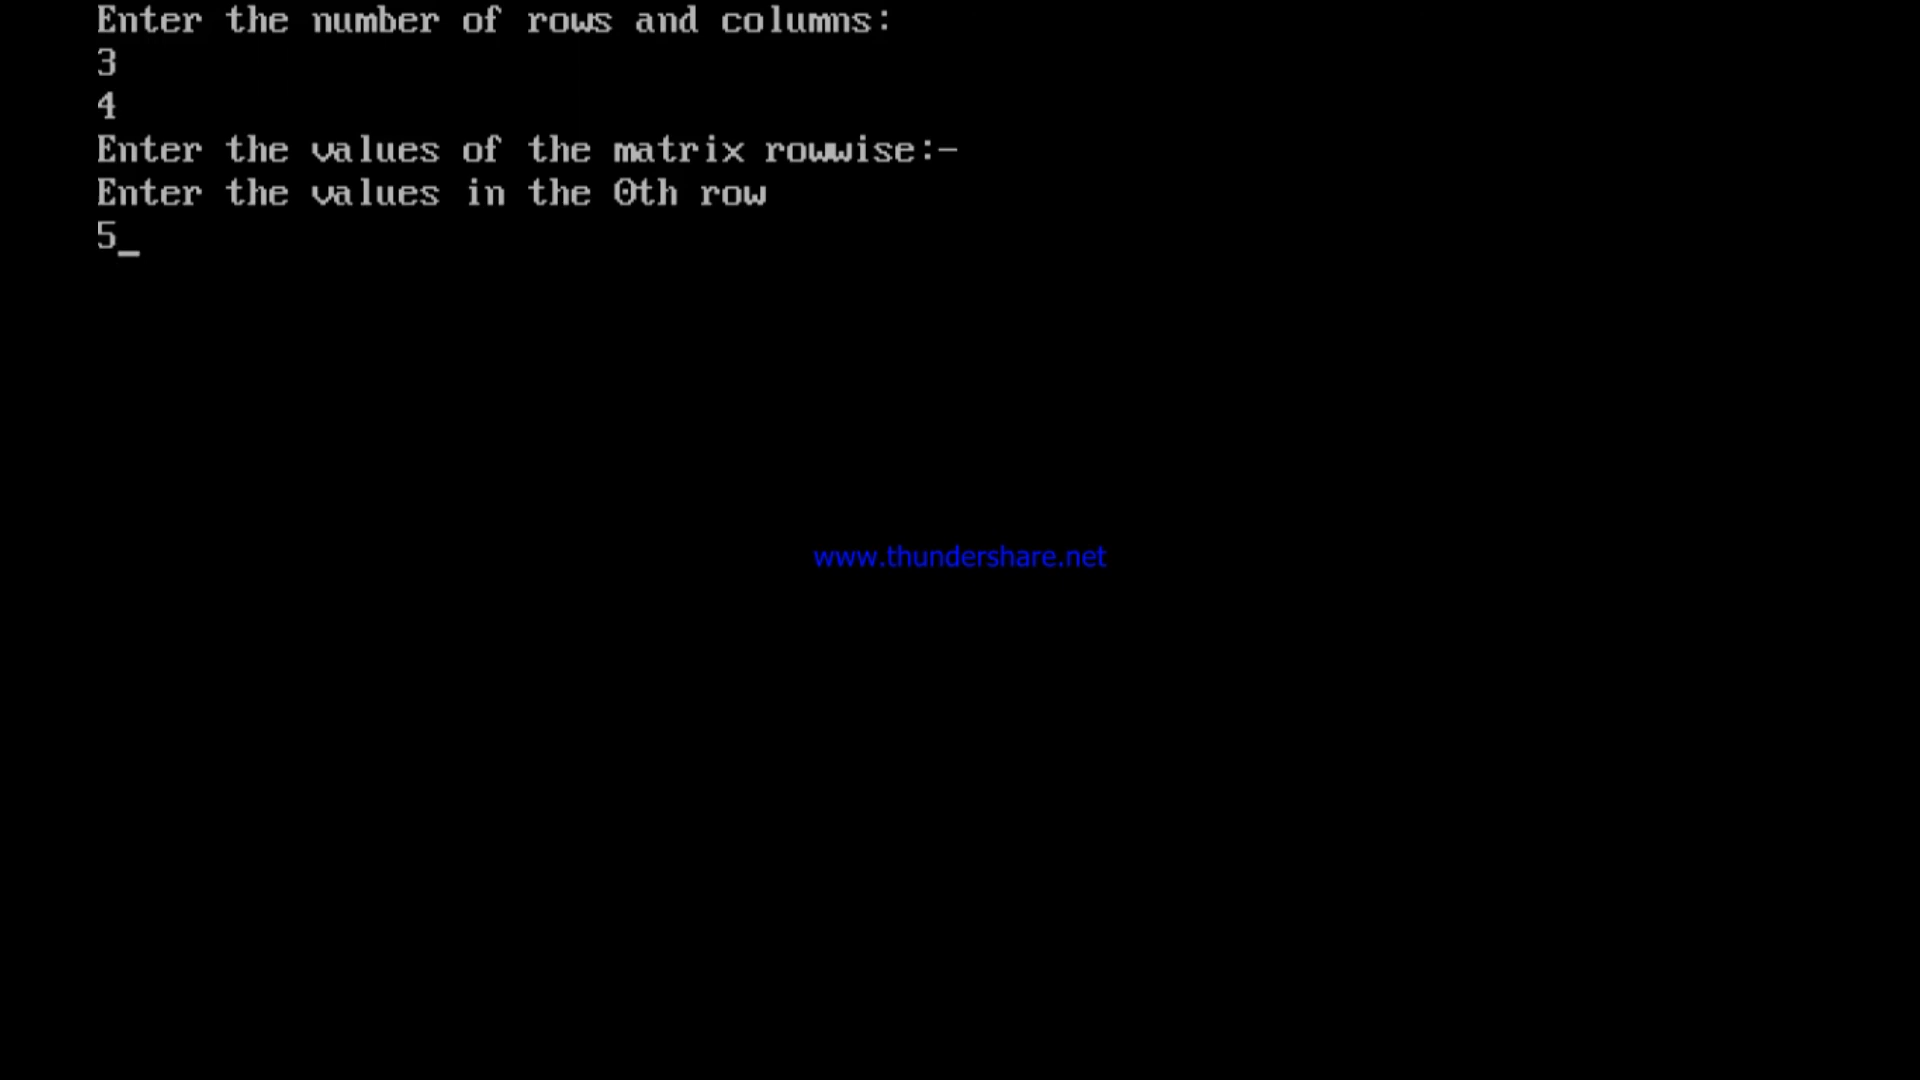 Enter the number of rows and columns:
3
4
Enter the values of the matrix rowwise:-
Enter the values in the 0th row
5_
www.thundershare.net